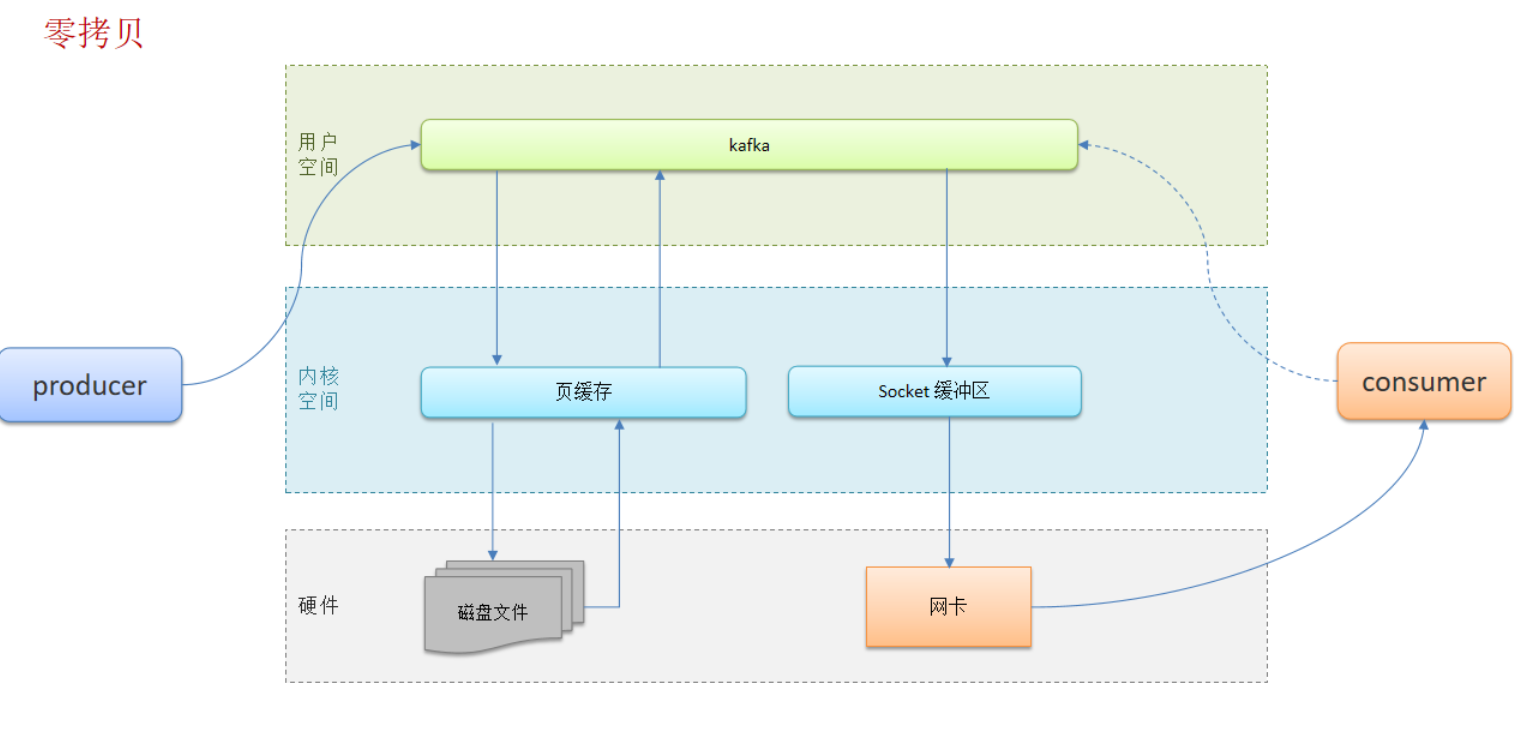 零拷贝
用户
空间
kafka
producer
内核
空间
页缓存
Socket 缓冲区
consumer
硬件
磁盘文件
网卡